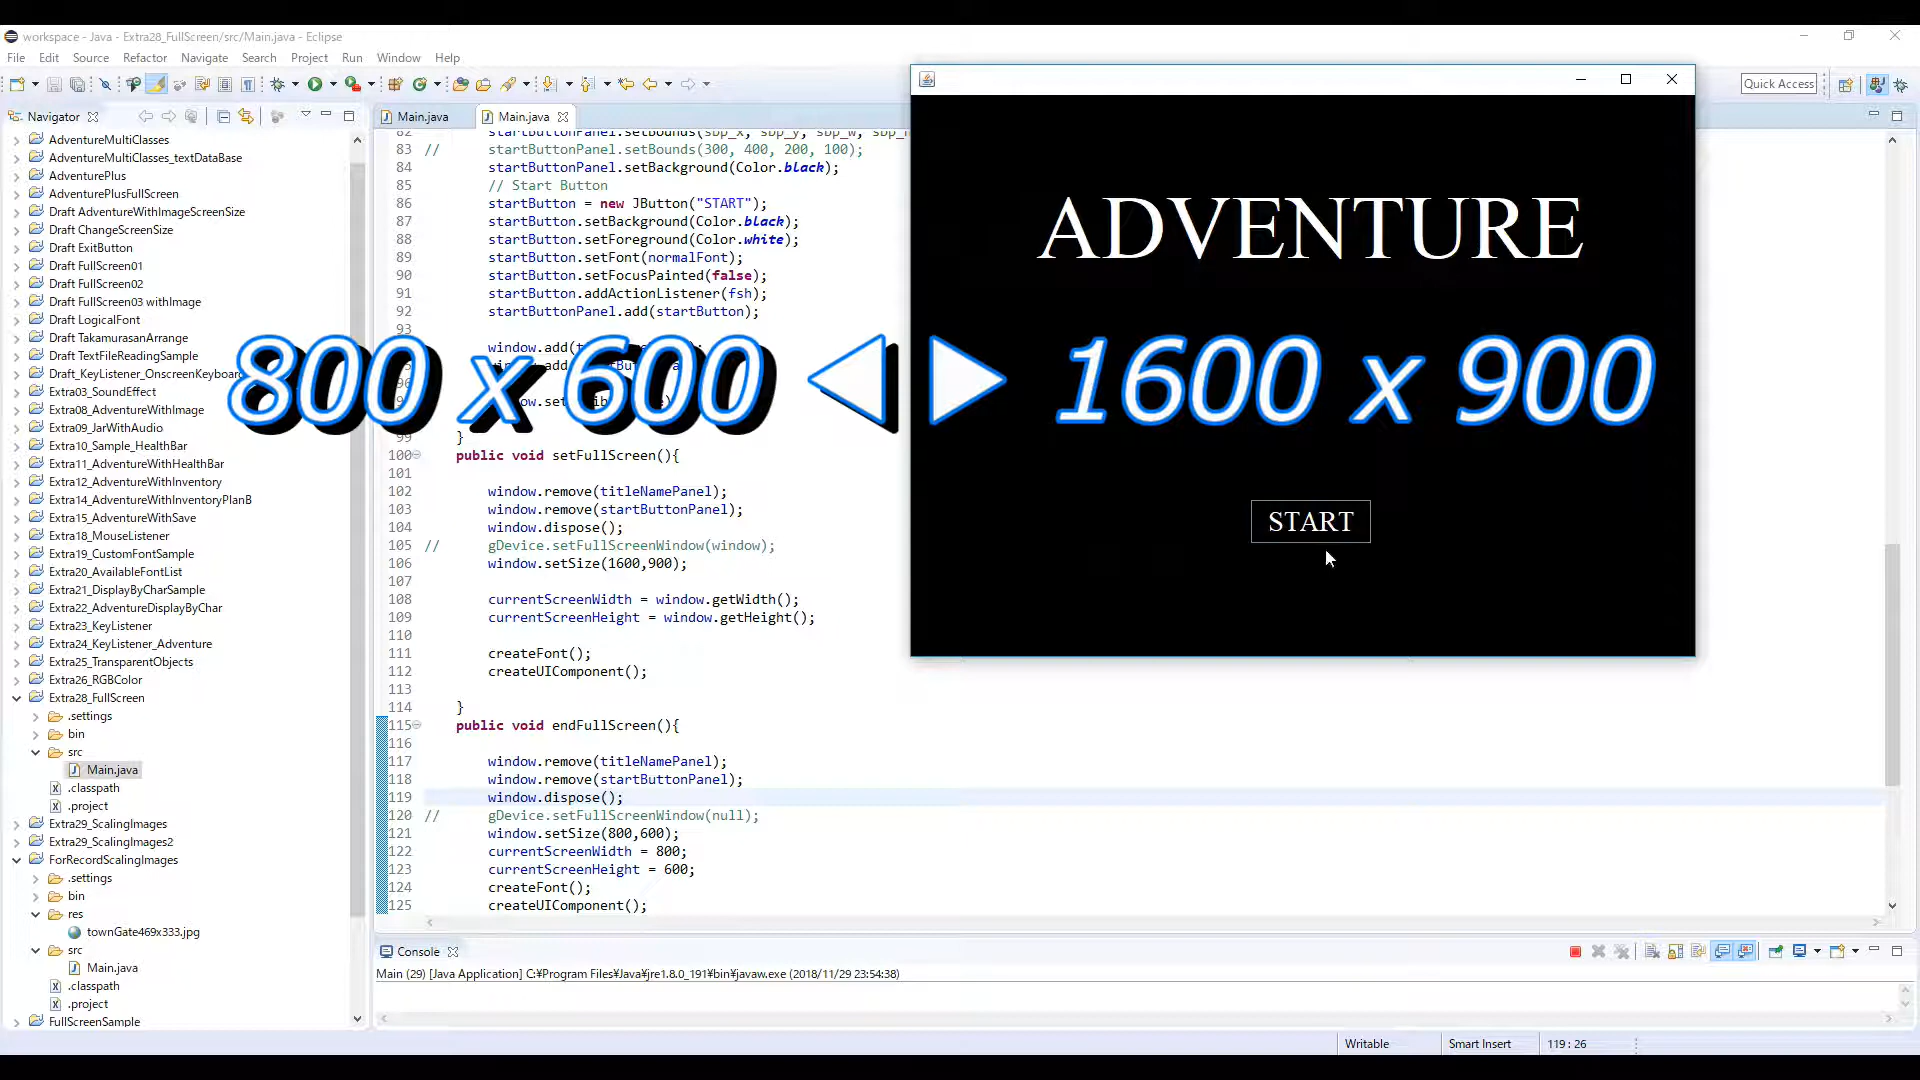 workspace - Java - Extra28_FullScreen/src/Main.java - Eclipse
File Edit Source Refactor Navigate Search Project Run Window Help
Quick Access
Navigator
AdventureMultiClasses
AdventureMultiClasses_textDataBase
AdventurePlus
AdventurePlusFullScreen
Draft AdventureWithImageScreenSize
Draft ChangeScreenSize
Draft ExitButton
Draft FullScreen01
Draft FullScreen02
Draft FullScreen03 withImage
Draft LogicalFont
Draft TakamurasanArrange
Draft TextFileReadingSample
Draft_KeyListener_OnscreenKeyboard
Extra03_SoundEffect
Extra08_AdventureWithImage
Extra09_JarWithAudio
Extra10_Sample_HealthBar
Extra11_AdventureWithHealthBar
Extra12_AdventureWithInventory
Extra14_AdventureWithInventoryPlanB
Extra15_AdventureWithSave
Extra18_MouseListener
Extra19_CustomFontSample
Extra20_AvailableFontList
Extra21_DisplayByCharSample
Extra22_AdventureDisplayByChar
Extra23_KeyListener
Extra24_KeyListener_Adventure
Extra25_TransparentObjects
Extra26_RGBColor
Extra28_FullScreen
.settings
bin
src
Main.java
.classpath
.project
Extra29_ScalingImages
Extra29_ScalingImages2
ForRecordScalingImages
.settings
bin
res
townGate469x333.jpg
src
Main.java
.classpath
.project
FullScreenSample
Main.java
Main.java
82 startButtonPanel.setBounds(sbp_x, sbp_y, sbp_w, sbp_h
83 // startButtonPanel.setBounds(300, 400, 200, 100);
84 startButtonPanel.setBackground(Color.black);
85 // Start Button
86 startButton = new JButton("START");
87 startButton.setBackground(Color.black);
88 startButton.setForeground(Color.white);
89 startButton.setFont(normalFont);
90 startButton.setFocusPainted(false);
91 startButton.addActionListener(fsh);
92 startButtonPanel.add(startButton);
93
window.add(
99 }
100 public void setFullScreen(){
101
102 window.remove(titleNamePanel);
103 window.remove(startButtonPanel);
104 window.dispose();
105 // gDevice.setFullScreenWindow(window);
106 window.setSize(1600,900);
107
108 currentScreenWidth = window.getWidth();
109 currentScreenHeight = window.getHeight();
110
111 createFont();
112 createUIComponent();
113
114 }
115 public void endFullScreen(){
116
117 window.remove(titleNamePanel);
118 window.remove(startButtonPanel);
119 window.dispose();
120 // gDevice.setFullScreenWindow(null);
121 window.setSize(800,600);
122 currentScreenWidth = 800;
123 currentScreenHeight = 600;
124 createFont();
125 createUIComponent();
ADVENTURE
800 x 600 ◀ ▶ 1600 x 900
START
Console
Main (29) [Java Application] C:¥Program Files¥Java¥jre1.8.0_191¥bin¥javaw.exe (2018/11/29 23:54:38)
Writable Smart Insert 119 : 26